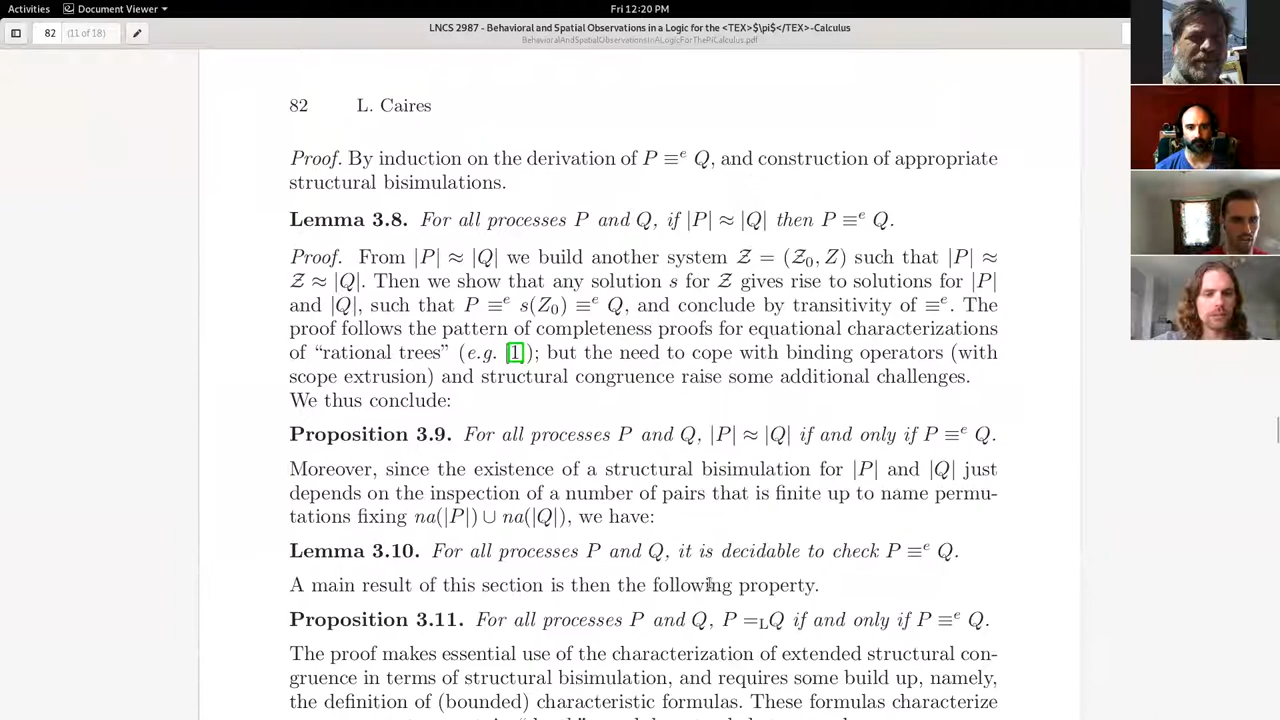 Activities Document Viewer Fri 12:20 PM
82 (11 of 18) LNCS 2987 - Behavioral and Spatial Observations in a Logic for the <TEX>$\pi$</TEX>-Calculus
BehavioralAndSpatialObservationsInALogicForThePiCalculus.pdf
82 L. Caires
Proof. By induction on the derivation of P ≡ᵉ Q, and construction of appropriate
structural bisimulations.
Lemma 3.8. For all processes P and Q, if |P| ≈ |Q| then P ≡ᵉ Q.
Proof. From |P| ≈ |Q| we build another system 𝒵 = (𝒵₀, Z) such that |P| ≈
𝒵 ≈ |Q|. Then we show that any solution s for 𝒵 gives rise to solutions for |P|
and |Q|, such that P ≡ᵉ s(Z₀) ≡ᵉ Q, and conclude by transitivity of ≡ᵉ. The
proof follows the pattern of completeness proofs for equational characterizations
of “rational trees” (e.g. [1]); but the need to cope with binding operators (with
scope extrusion) and structural congruence raise some additional challenges.
We thus conclude:
Proposition 3.9. For all processes P and Q, |P| ≈ |Q| if and only if P ≡ᵉ Q.
Moreover, since the existence of a structural bisimulation for |P| and |Q| just
depends on the inspection of a number of pairs that is finite up to name permu-
tations fixing na(|P|) ∪ na(|Q|), we have:
Lemma 3.10. For all processes P and Q, it is decidable to check P ≡ᵉ Q.
A main result of this section is then the following property.
Proposition 3.11. For all processes P and Q, P =L Q if and only if P ≡ᵉ Q.
The proof makes essential use of the characterization of extended structural con-
gruence in terms of structural bisimulation, and requires some build up, namely,
the definition of (bounded) characteristic formulas. These formulas characterize